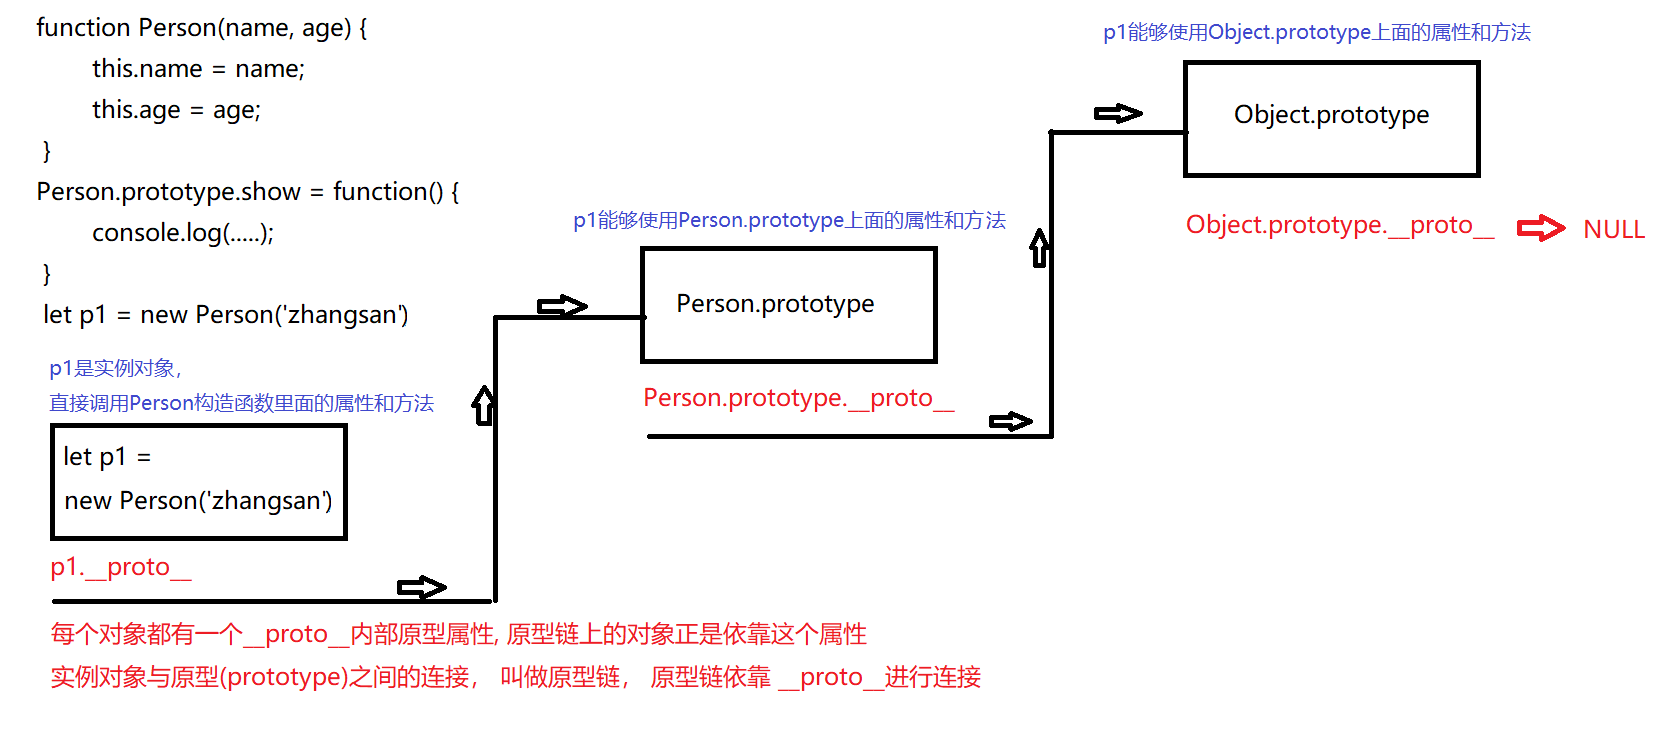 function Person(name, age) {
this.name = name;
this.age = age;
}
Person.prototype.show = function() {
console.log(.....);
}
let p1 = new Person('zhangsan')
p1是实例对象，
直接调用Person构造函数里面的属性和方法
let p1 =
new Person('zhangsan')
p1.__proto__
p1能够使用Person.prototype上面的属性和方法
Person.prototype
Person.prototype.__proto__
p1能够使用Object.prototype上面的属性和方法
Object.prototype
Object.prototype.__proto__
NULL
每个对象都有一个__proto__内部原型属性, 原型链上的对象正是依靠这个属性
实例对象与原型(prototype)之间的连接， 叫做原型链， 原型链依靠 __proto__进行连接